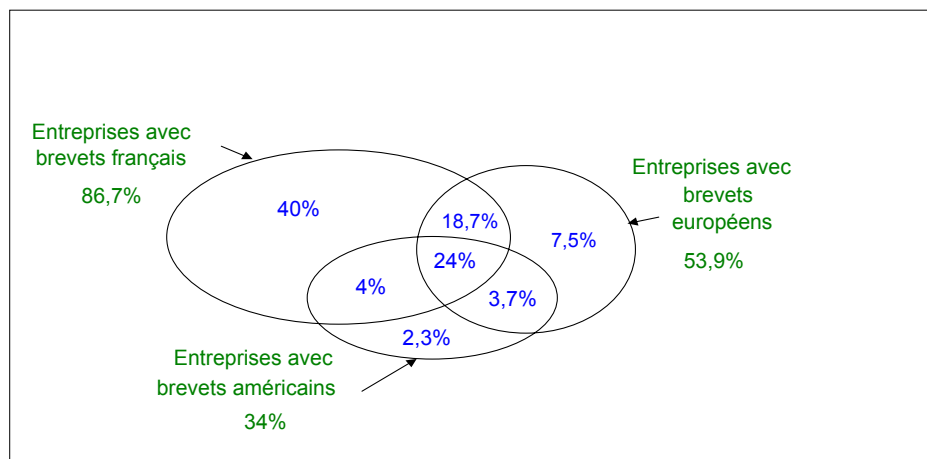 Entreprises avec
brevets français
86,7%
40%
18,7%
24%
4%
3,7%
7,5%
2,3%
Entreprises avec
brevets
européens
53,9%
Entreprises avec
brevets américains
34%